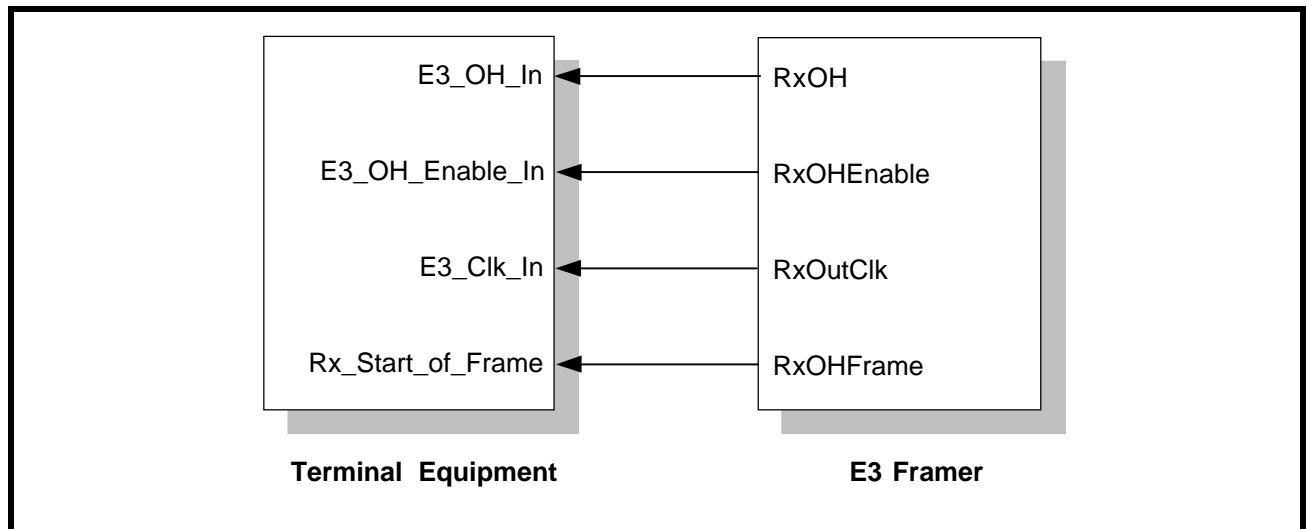 E3_OH_In
RxOH
E3_OH_Enable_In
RxOHEnable
E3_Clk_In
RxOutClk
Rx_Start_of_Frame
RxOHFrame
Terminal Equipment
E3 Framer